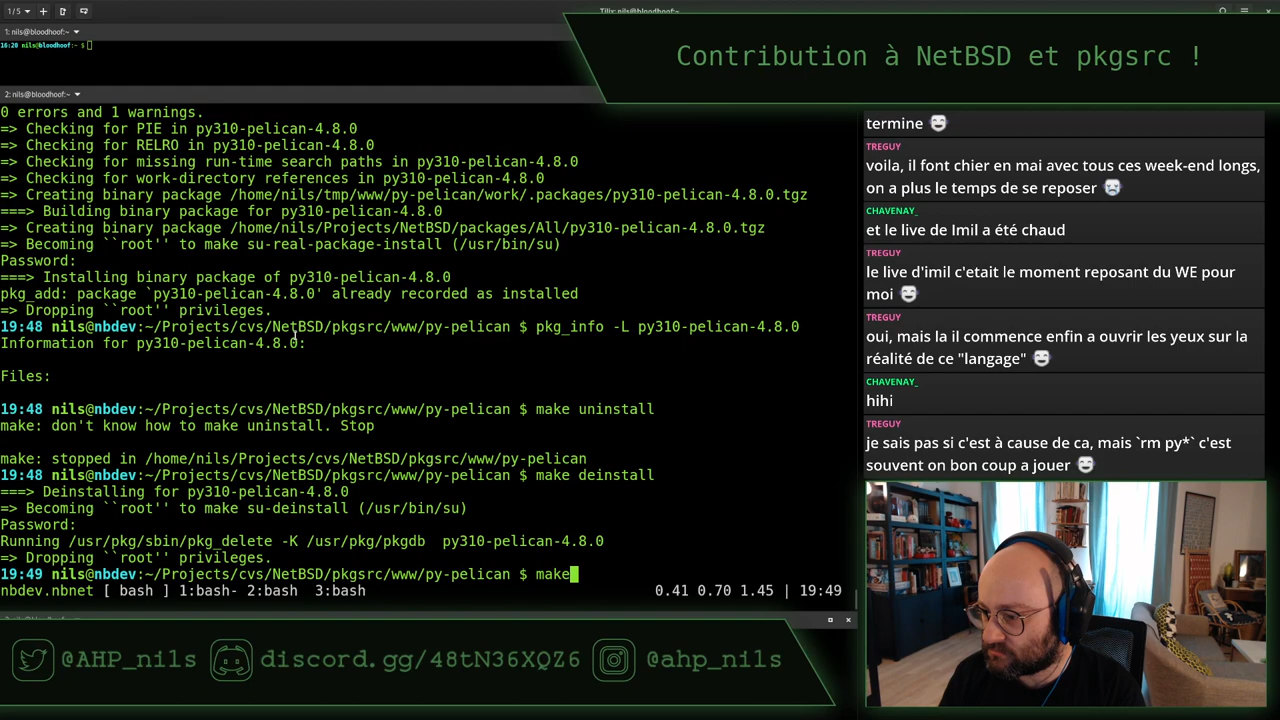 1/5
Tilix: nils@bloodhoof:~
1: nils@bloodhoof:~
16:20 nils@bloodhoof:~ $
Contribution à NetBSD et pkgsrc !
2: nils@bloodhoof:~
0 errors and 1 warnings.
=> Checking for PIE in py310-pelican-4.8.0
=> Checking for RELRO in py310-pelican-4.8.0
=> Checking for missing run-time search paths in py310-pelican-4.8.0
=> Checking for work-directory references in py310-pelican-4.8.0
=> Creating binary package /home/nils/tmp/www/py-pelican/work/.packages/py310-pelican-4.8.0.tgz
===> Building binary package for py310-pelican-4.8.0
=> Creating binary package /home/nils/Projects/NetBSD/packages/All/py310-pelican-4.8.0.tgz
=> Becoming ``root'' to make su-real-package-install (/usr/bin/su)
Password:
===> Installing binary package of py310-pelican-4.8.0
pkg_add: package `py310-pelican-4.8.0' already recorded as installed
=> Dropping ``root'' privileges.
19:48 nils@nbdev:~/Projects/cvs/NetBSD/pkgsrc/www/py-pelican $ pkg_info -L py310-pelican-4.8.0
Information for py310-pelican-4.8.0:
Files:
19:48 nils@nbdev:~/Projects/cvs/NetBSD/pkgsrc/www/py-pelican $ make uninstall
make: don't know how to make uninstall. Stop
make: stopped in /home/nils/Projects/cvs/NetBSD/pkgsrc/www/py-pelican
19:48 nils@nbdev:~/Projects/cvs/NetBSD/pkgsrc/www/py-pelican $ make deinstall
===> Deinstalling for py310-pelican-4.8.0
=> Becoming ``root'' to make su-deinstall (/usr/bin/su)
Password:
Running /usr/pkg/sbin/pkg_delete -K /usr/pkg/pkgdb  py310-pelican-4.8.0
=> Dropping ``root'' privileges.
19:49 nils@nbdev:~/Projects/cvs/NetBSD/pkgsrc/www/py-pelican $ make
nbdev.nbnet [ bash ] 1:bash- 2:bash  3:bash
0.41 0.70 1.45 | 19:49
termine
TREGUY
voila, il font chier en mai avec tous ces week-end longs,
on a plus le temps de se reposer
CHAVENAY_
et le live de Imil a été chaud
TREGUY
le live d'imil c'etait le moment reposant du WE pour
moi
TREGUY
oui, mais la il commence enfin a ouvrir les yeux sur la
réalité de ce "langage"
CHAVENAY_
hihi
TREGUY
je sais pas si c'est à cause de ca, mais `rm py*` c'est
souvent on bon coup a jouer
@AHP_nils
discord.gg/48tN36XQZ6
@ahp_nils